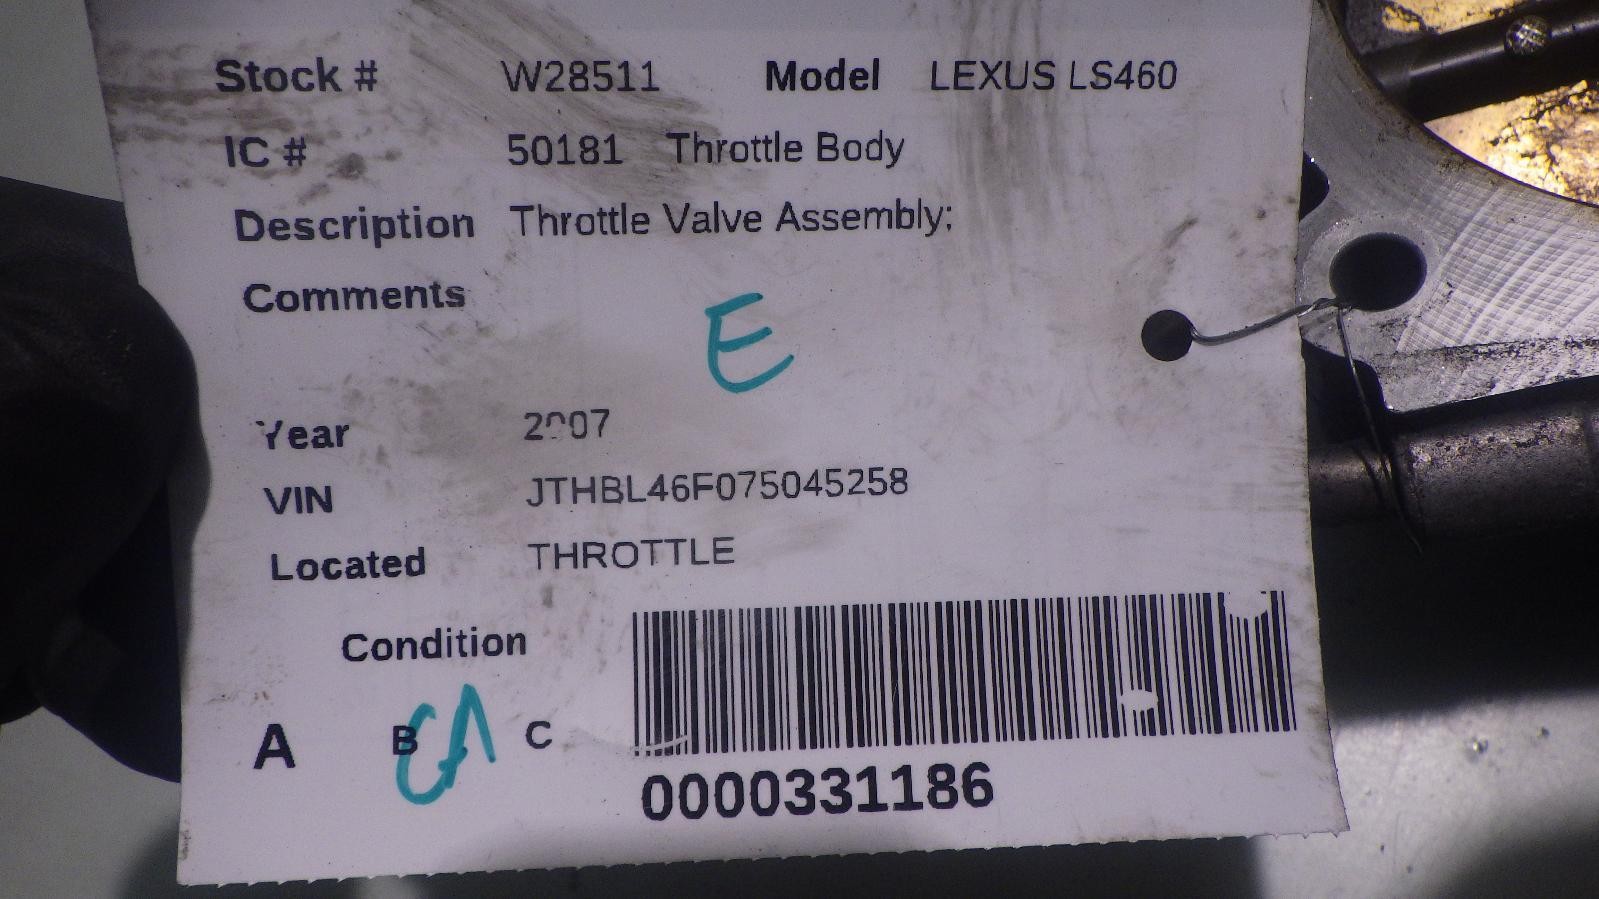 Stock # W28511 Model LEXUS LS460
IC # 50181 Throttle Body
Description Throttle Valve Assembly;
Comments
E
Year 2007
VIN JTHBL46F075045258
Located THROTTLE
Condition
A B C
0000331186